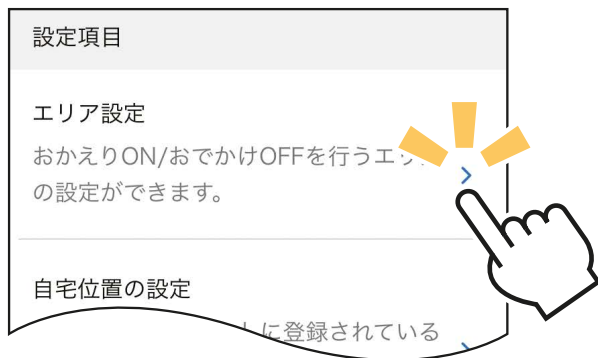 設定項目
エリア設定
おかえりON/おでかけOFFを行うエリ
の設定ができます。
自宅位置の設定
に登録されている